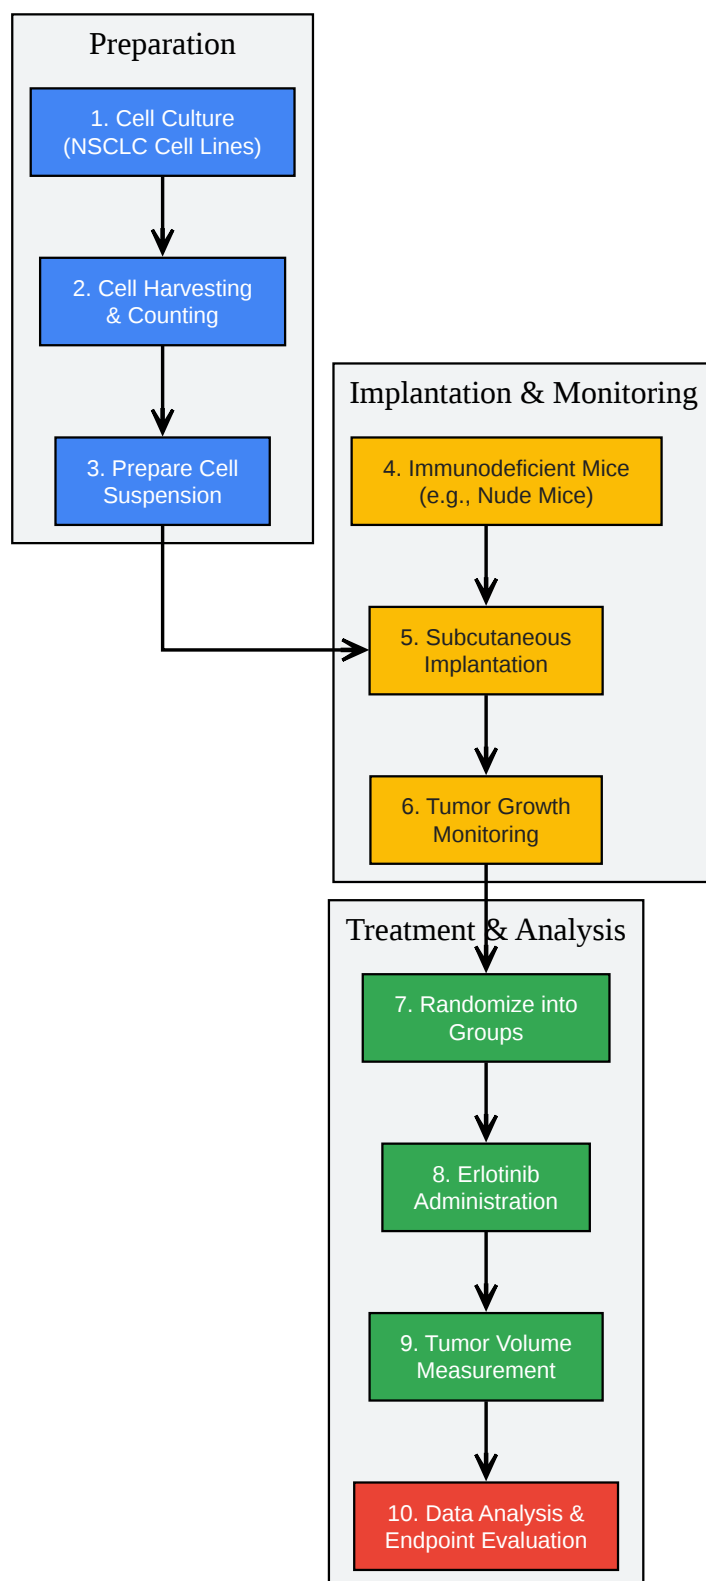 Preparation
1. Cell Culture
(NSCLC Cell Lines)
2. Cell Harvesting
& Counting
3. Prepare Cell
Suspension
Implantation & Monitoring
4. Immunodeficient Mice
(e.g., Nude Mice)
5. Subcutaneous
Implantation
6. Tumor Growth
Monitoring
Treatment & Analysis
7. Randomize into
Groups
8. Erlotinib
Administration
9. Tumor Volume
Measurement
10. Data Analysis &
Endpoint Evaluation